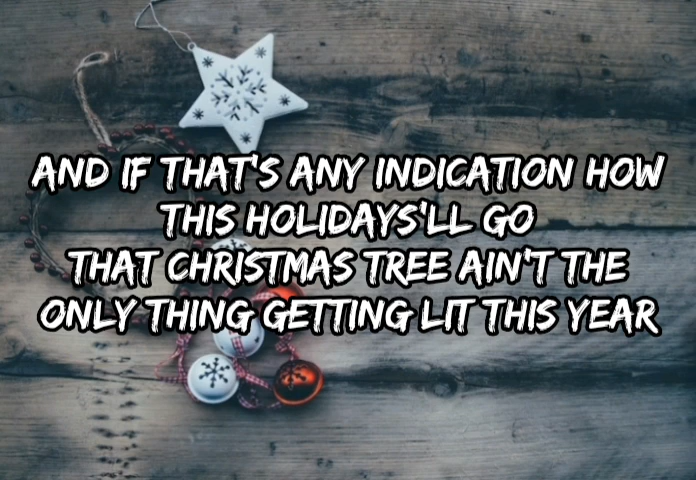 AND IF THAT'S ANY INDICATION HOW
THIS HOLIDAYS'LL GO
THAT CHRISTMAS TREE AIN'T THE
ONLY THING GETTING LIT THIS YEAR